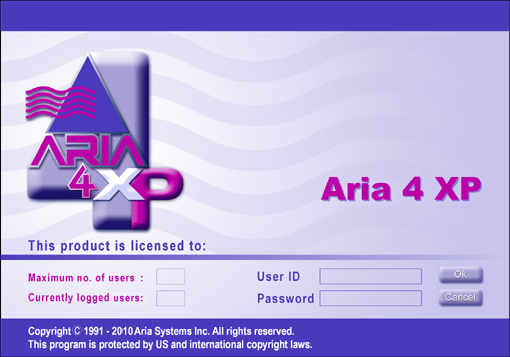 ARIA
4
XP
Aria 4 XP
This product is licensed to:
Maximum no. of users :
User ID
Ok
Currently logged users:
Password
Cancel
Copyright © 1991 - 2010 Aria Systems Inc. All rights reserved.
This program is protected by US and international copyright laws.